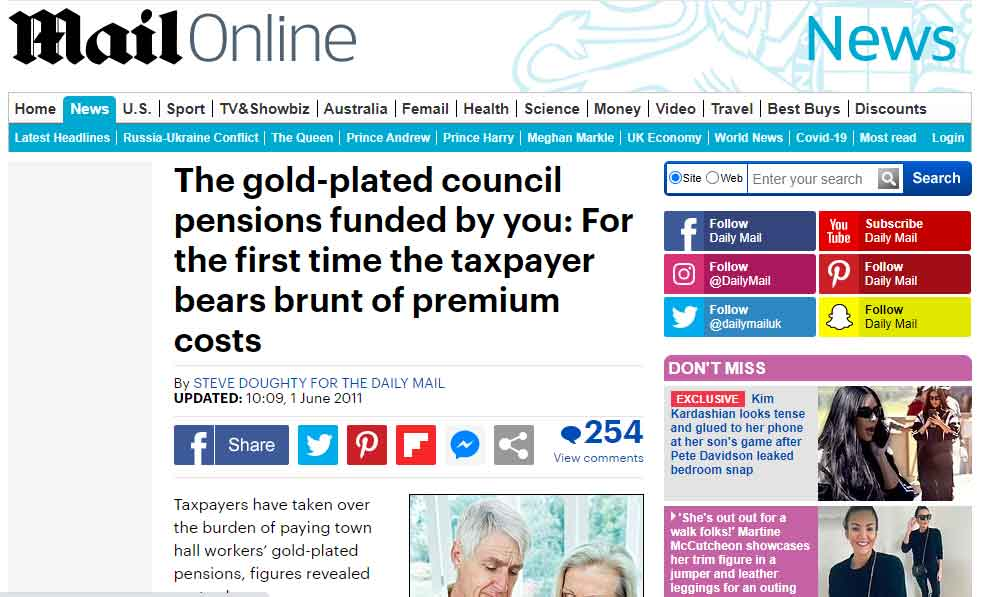 Mail Online
News
Home News U.S. Sport TV&Showbiz Australia Femail Health Science Money Video Travel Best Buys Discounts
Latest Headlines Russia-Ukraine Conflict The Queen Prince Andrew Prince Harry Meghan Markle UK Economy World News Covid-19 Most read Login
The gold-plated council
pensions funded by you: For
the first time the taxpayer
bears brunt of premium
costs
By STEVE DOUGHTY FOR THE DAILY MAIL
UPDATED: 10:09, 1 June 2011
Share
254
View comments
Taxpayers have taken over
the burden of paying town
hall workers’ gold-plated
pensions, figures revealed
Site Web Enter your search Search
Follow
Daily Mail
You
Tube
Subscribe
Daily Mail
Follow
@DailyMail
Follow
Daily Mail
Follow
@dailymailuk
Follow
Daily Mail
DON'T MISS
EXCLUSIVE Kim
Kardashian looks tense
and glued to her phone
at her son's game after
Pete Davidson leaked
bedroom snap
'She's out out for a
walk folks!' Martine
McCutcheon showcases
her trim figure in a
jumper and leather
leggings for an outing